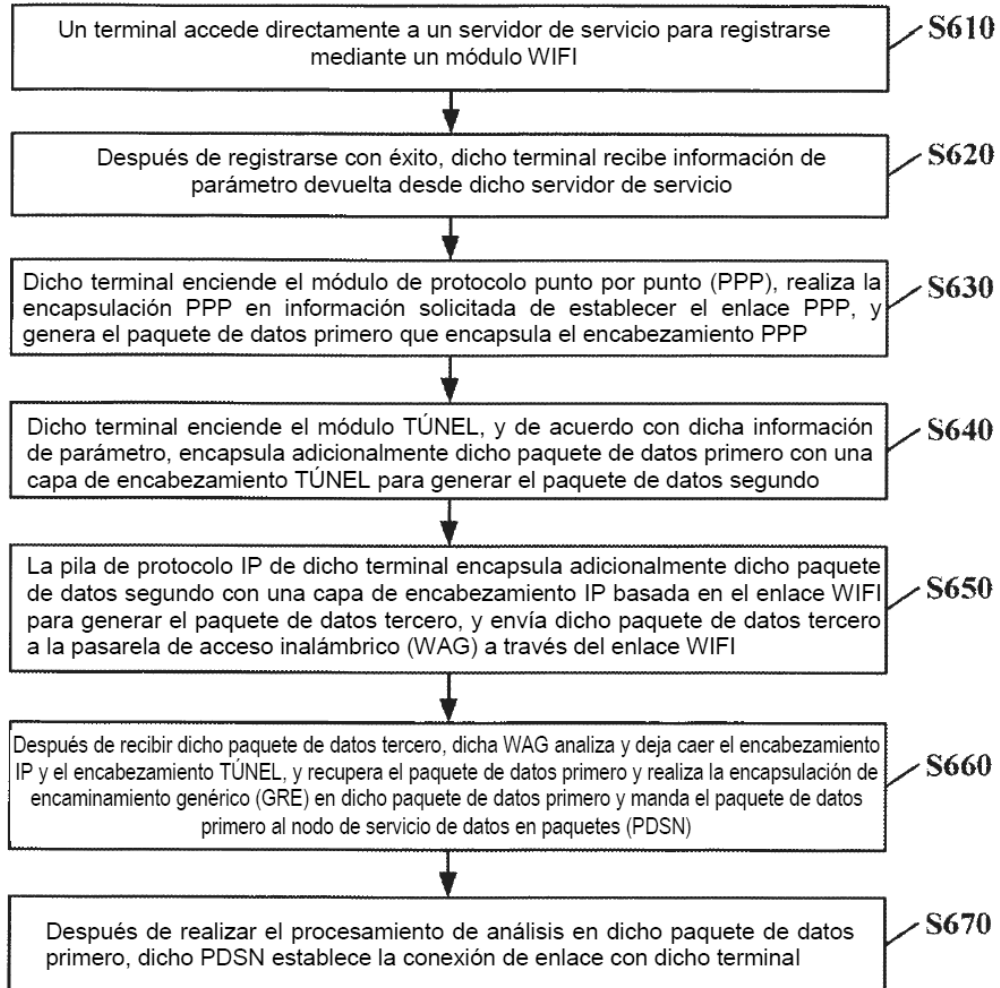 Un terminal accede directamente a un servidor de servicio para registrarse
mediante un módulo WIFI
S610
Después de registrarse con éxito, dicho terminal recibe información de
parámetro devuelta desde dicho servidor de servicio
S620
Dicho terminal enciende el módulo de protocolo punto por punto (PPP), realiza la
encapsulación PPP en información solicitada de establecer el enlace PPP, y
genera el paquete de datos primero que encapsula el encabezamiento PPP
S630
Dicho terminal enciende el módulo TÚNEL, y de acuerdo con dicha información
de parámetro, encapsula adicionalmente dicho paquete de datos primero con una
capa de encabezamiento TÚNEL para generar el paquete de datos segundo
S640
La pila de protocolo IP de dicho terminal encapsula adicionalmente dicho paquete
de datos segundo con una capa de encabezamiento IP basada en el enlace WIFI
para generar el paquete de datos tercero, y envía dicho paquete de datos tercero
a la pasarela de acceso inalámbrico (WAG) a través del enlace WIFI
S650
Después de recibir dicho paquete de datos tercero, dicha WAG analiza y deja caer el encabezamiento
IP y el encabezamiento TÚNEL, y recupera el paquete de datos primero y realiza la encapsulación de
encaminamiento genérico (GRE) en dicho paquete de datos primero y manda el paquete de datos
primero al nodo de servicio de datos en paquetes (PDSN)
S660
Después de realizar el procesamiento de análisis en dicho paquete de datos
primero, dicho PDSN establece la conexión de enlace con dicho terminal
S670